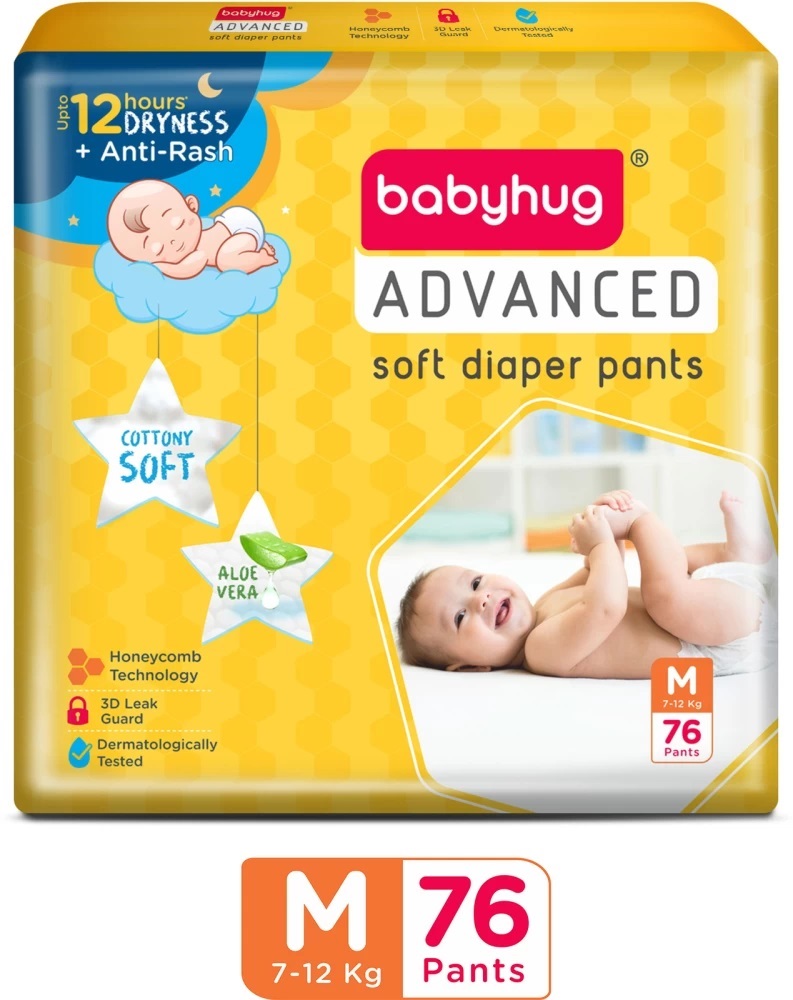 babyhug
ADVANCED
soft diaper pants
Honeycomb
Technology
3D Leak
Guard
Dermatologically
Tested
Upto 12 hours*
DRYNESS
+ Anti-Rash
babyhug®
ADVANCED
soft diaper pants
COTTONY
SOFT
ALOE
VERA
Honeycomb
Technology
3D Leak
Guard
Dermatologically
Tested
M
7-12 Kg
76
Pants
M
7-12 Kg
76
Pants